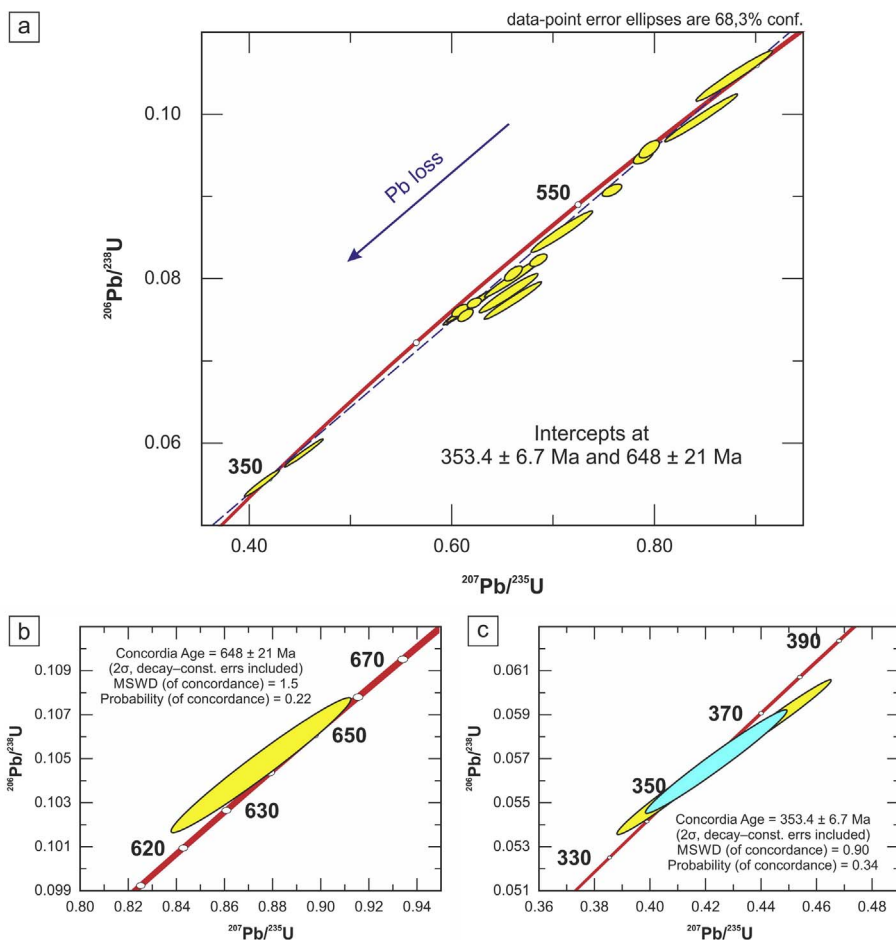 a
data-point error ellipses are 68,3% conf.
0.10
0.08
0.06
²⁰⁶Pb/²³⁸U
Pb loss
550
350
Intercepts at
353.4 ± 6.7 Ma and 648 ± 21 Ma
0.40
0.60
0.80
²⁰⁷Pb/²³⁵U
b
Concordia Age = 648 ± 21 Ma
(2σ, decay–const. errs included)
MSWD (of concordance) = 1.5
Probability (of concordance) = 0.22
0.109
0.107
0.105
0.103
0.101
0.099
²⁰⁶Pb/²³⁸U
670
650
630
620
0.80
0.82
0.84
0.86
0.88
0.90
0.92
0.94
²⁰⁷Pb/²³⁵U
c
0.061
0.059
0.057
0.055
0.053
0.051
²⁰⁶Pb/²³⁸U
390
370
350
330
Concordia Age = 353.4 ± 6.7 Ma
(2σ, decay–const. errs included)
MSWD (of concordance) = 0.90
Probability (of concordance) = 0.34
0.36
0.38
0.40
0.42
0.44
0.46
0.48
²⁰⁷Pb/²³⁵U